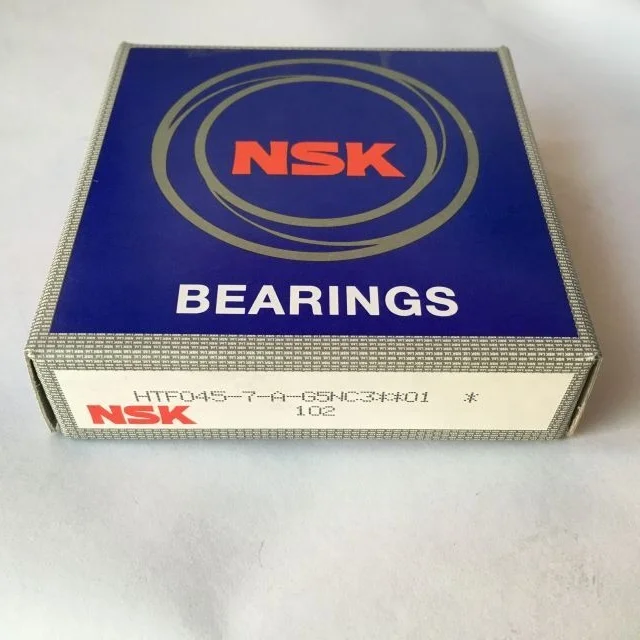 NSK
BEARINGS
HTF045-7-A-G5NC3**01 *
NSK 102